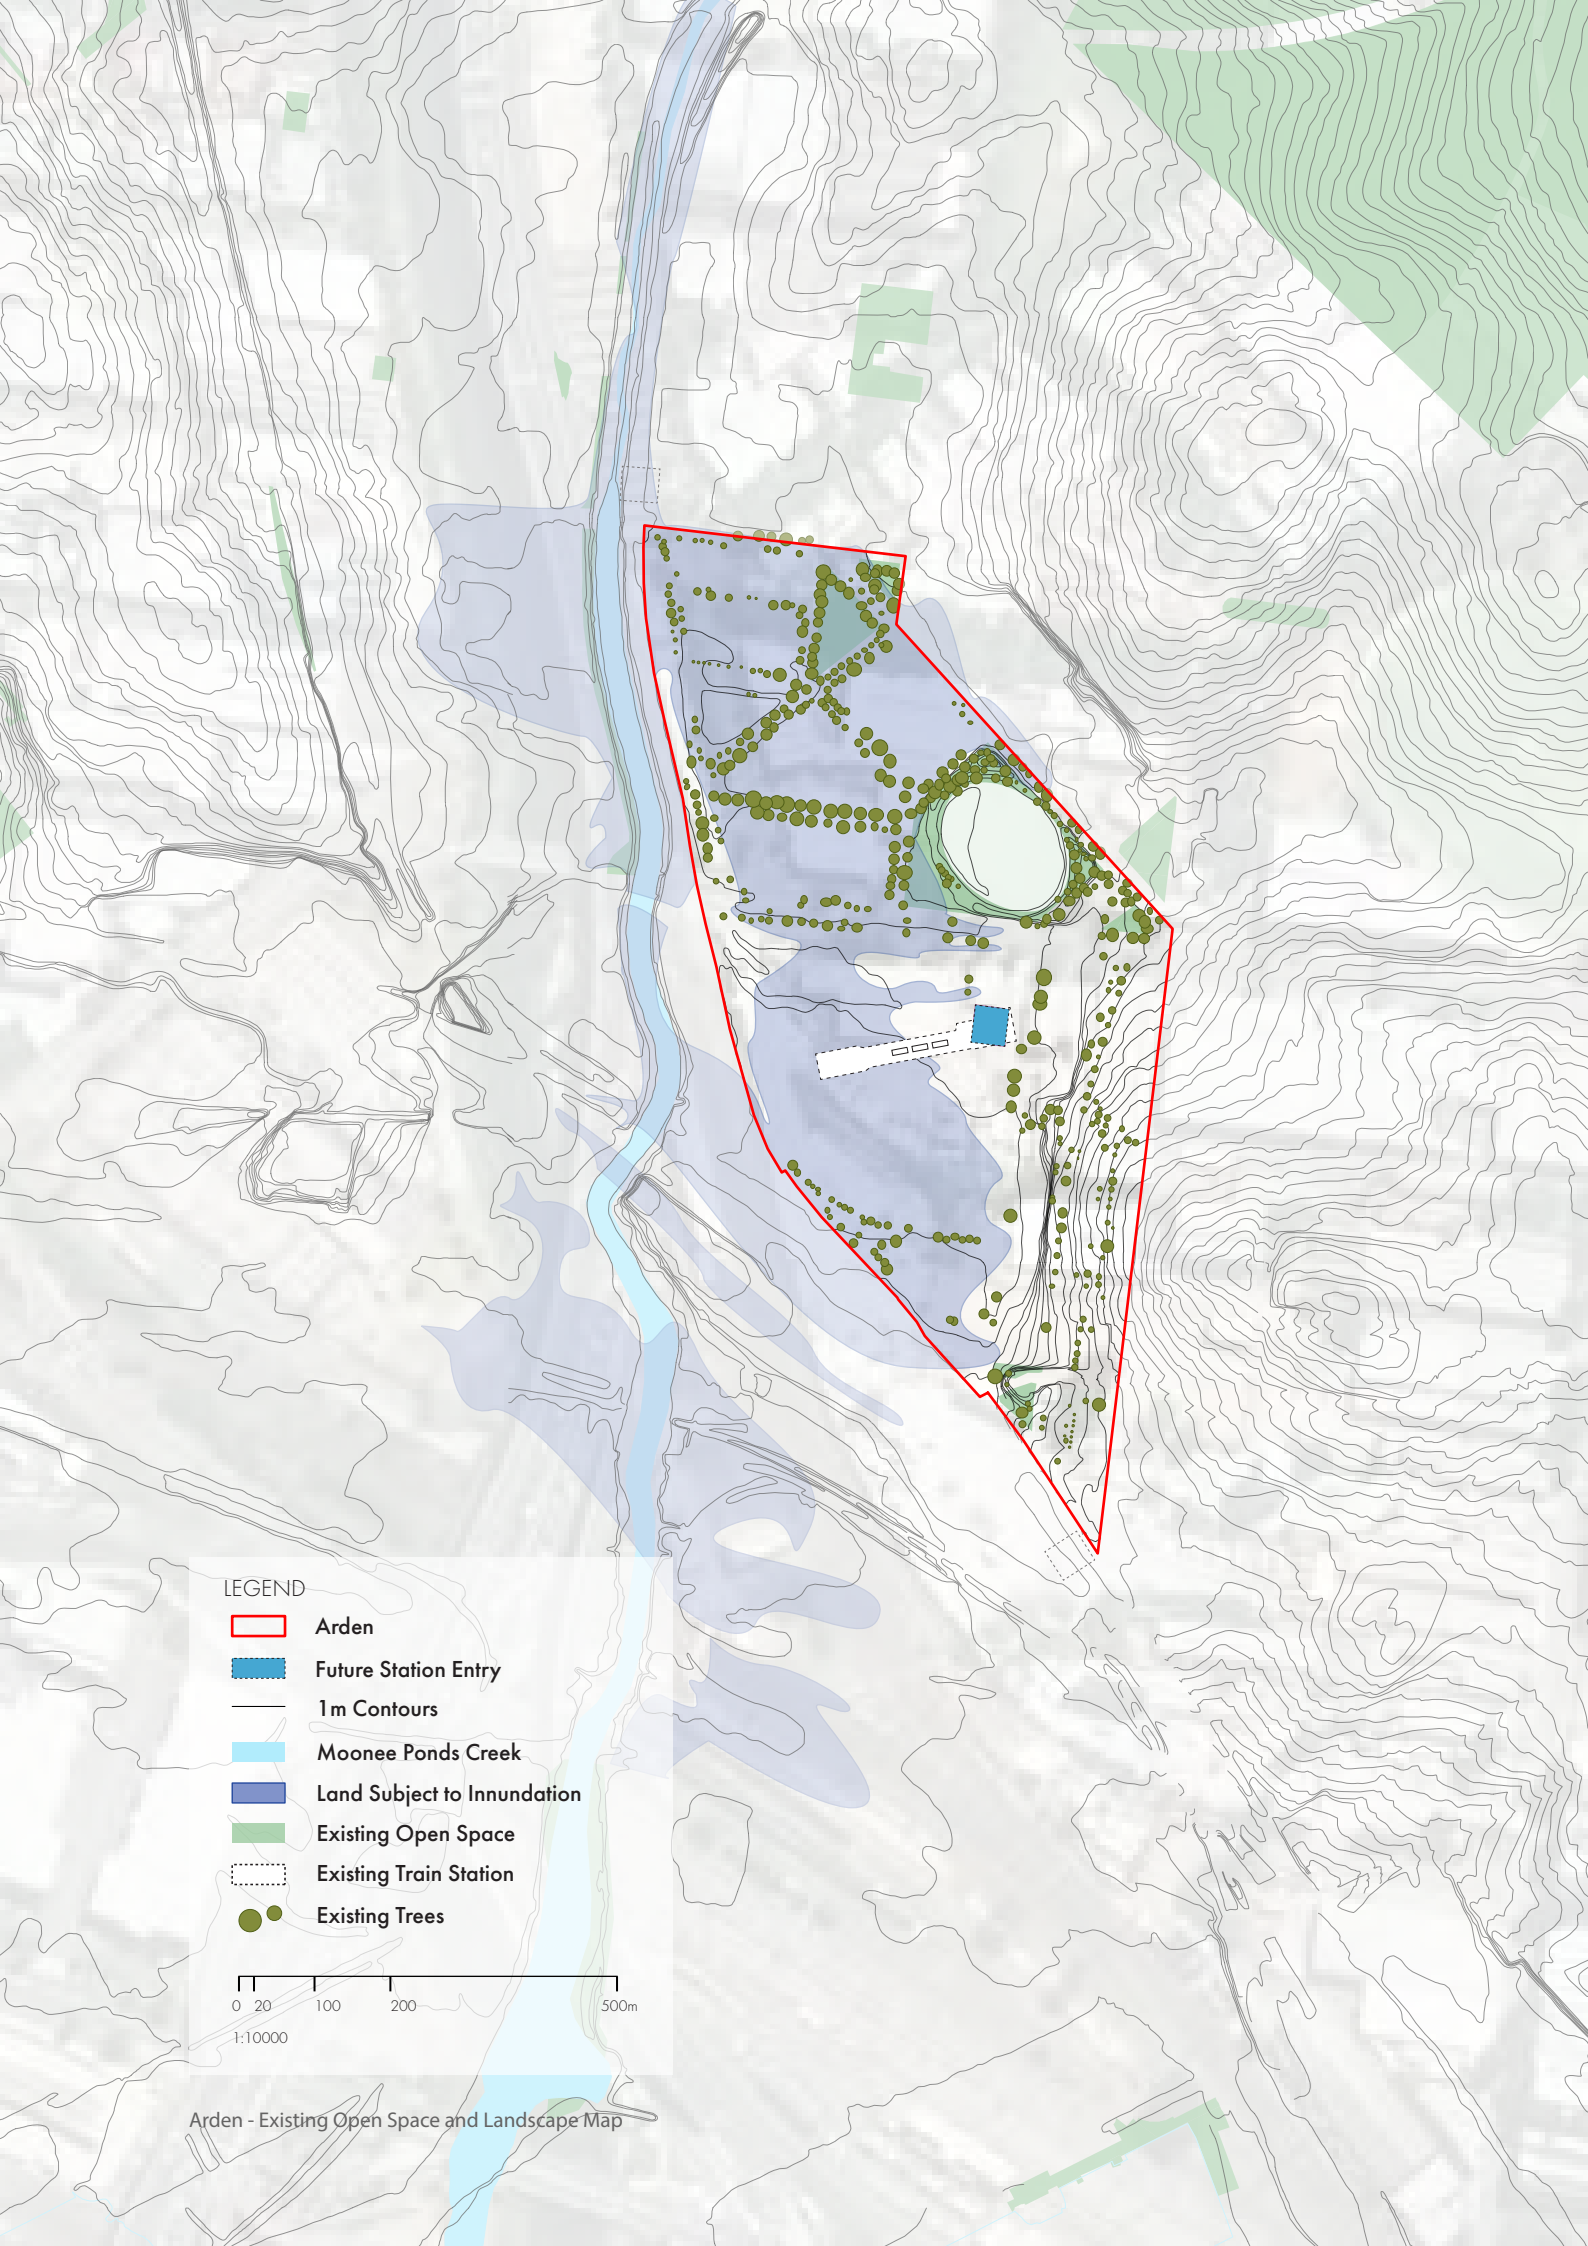 LEGEND
Arden
Future Station Entry
1m Contours
Moonee Ponds Creek
Land Subject to Innundation
Existing Open Space
Existing Train Station
Existing Trees
0 20 100 200 500m
1:10000
Arden - Existing Open Space and Landscape Map